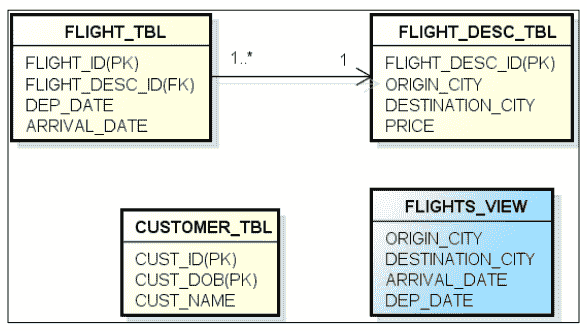 FLIGHT_TBL
FLIGHT_ID(PK)
FLIGHT_DESC_ID(FK)
DEP_DATE
ARRIVAL_DATE
1..*
1
FLIGHT_DESC_TBL
FLIGHT_DESC_ID(PK)
ORIGIN_CITY
DESTINATION_CITY
PRICE
CUSTOMER_TBL
CUST_ID(PK)
CUST_DOB(PK)
CUST_NAME
FLIGHTS_VIEW
ORIGIN_CITY
DESTINATION_CITY
ARRIVAL_DATE
DEP_DATE